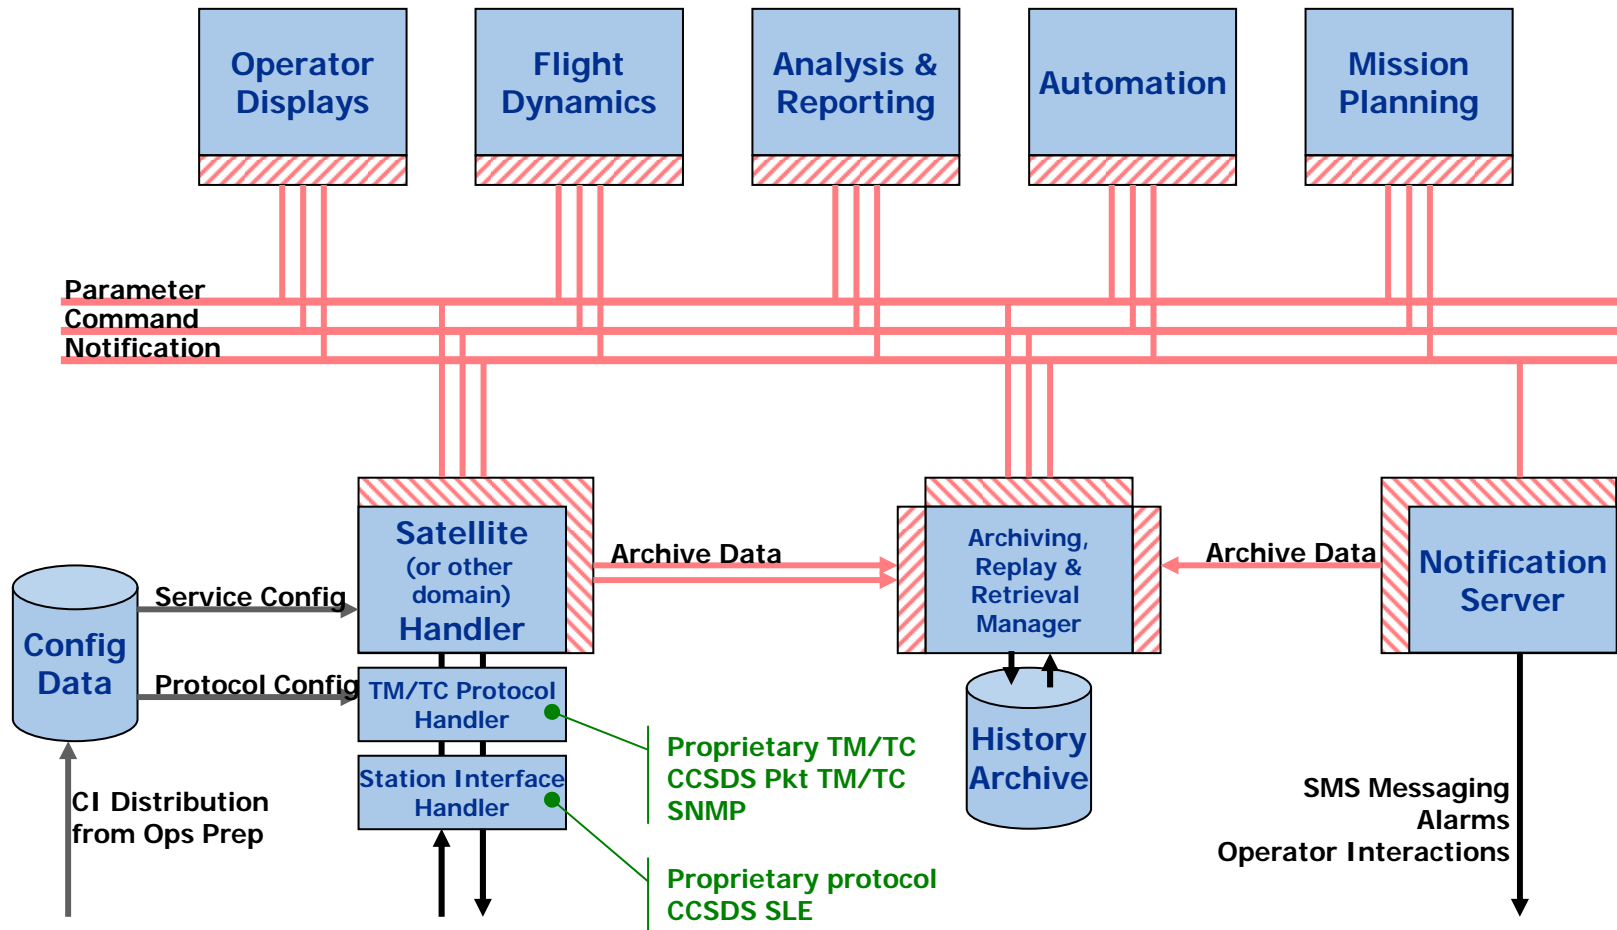 Operator
Displays
Flight
Dynamics
Analysis &
Reporting
Automation
Mission
Planning
Parameter
Command
Notification
Satellite
(or other
domain)
Handler
Archive Data
Archiving,
Replay &
Retrieval
Manager
Archive Data
Notification
Server
Service Config
Config
Data
Protocol Config
TM/TC Protocol
Handler
Station Interface
Handler
History
Archive
Proprietary TM/TC
CCSDS Pkt TM/TC
SNMP
CI Distribution
from Ops Prep
SMS Messaging
Alarms
Operator Interactions
Proprietary protocol
CCSDS SLE